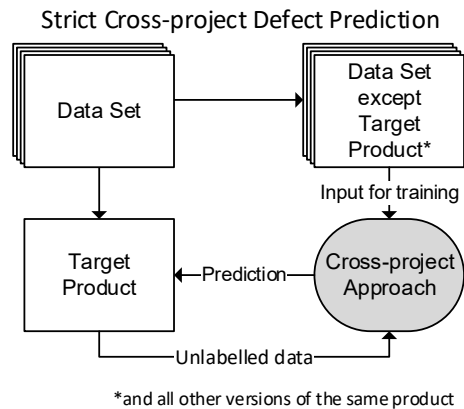 Strict Cross-project Defect Prediction
Data Set
Data Set
except
Target
Product*
Input for training
Target
Product
Prediction
Cross-project
Approach
Unlabelled data
*and all other versions of the same product